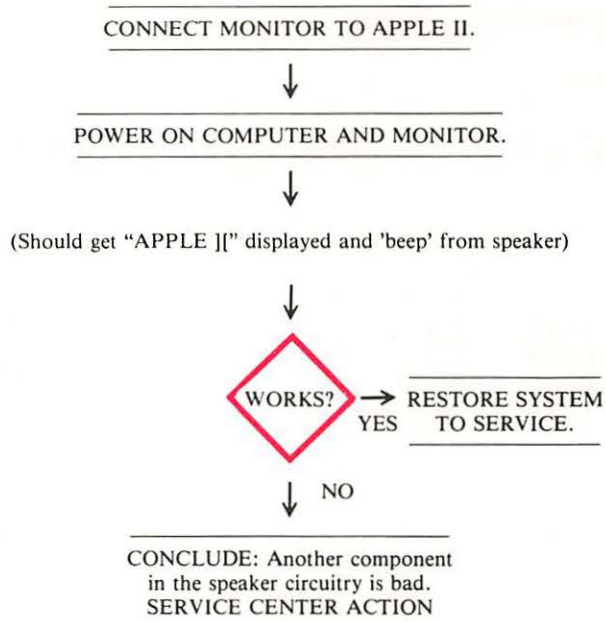 CONNECT MONITOR TO APPLE II.
POWER ON COMPUTER AND MONITOR.
(Should get “APPLE ][” displayed and 'beep' from speaker)
WORKS?
YES
RESTORE SYSTEM
TO SERVICE.
NO
CONCLUDE: Another component
in the speaker circuitry is bad.
SERVICE CENTER ACTION